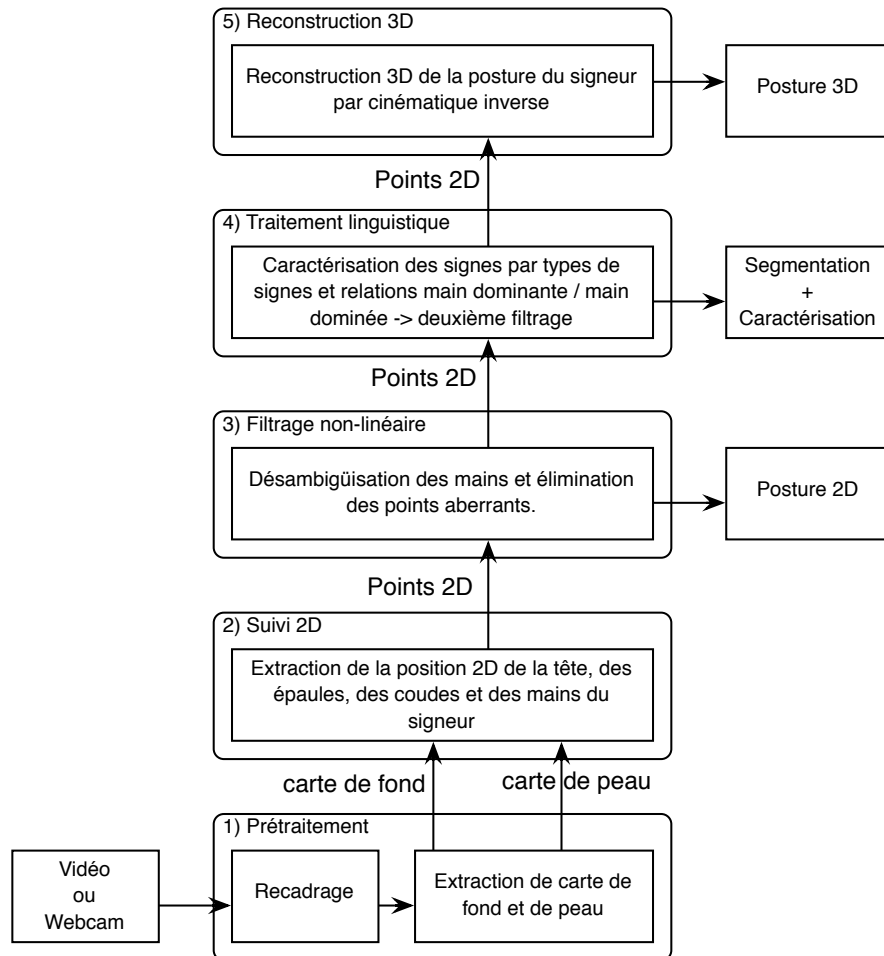 5) Reconstruction 3D
Reconstruction 3D de la posture du signeur
par cinématique inverse
Posture 3D
Points 2D
4) Traitement linguistique
Caractérisation des signes par types de
signes et relations main dominante / main
dominée -> deuxième filtrage
Segmentation
+
Caractérisation
Points 2D
3) Filtrage non-linéaire
Désambigüisation des mains et élimination
des points aberrants.
Posture 2D
Points 2D
2) Suivi 2D
Extraction de la position 2D de la tête, des
épaules, des coudes et des mains du
signeur
carte de fond
carte de peau
1) Prétraitement
Vidéo
ou
Webcam
Recadrage
Extraction de carte de
fond et de peau